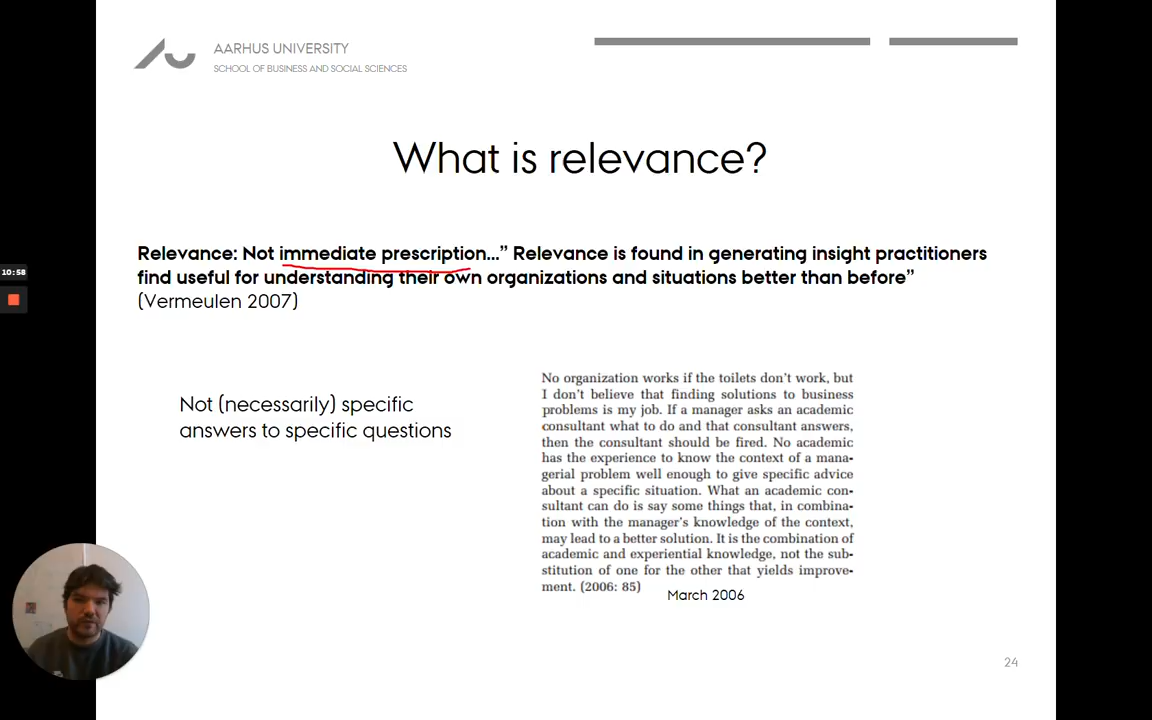 AARHUS UNIVERSITY
SCHOOL OF BUSINESS AND SOCIAL SCIENCES
What is relevance?
Relevance: Not immediate prescription...” Relevance is found in generating insight practitioners
find useful for understanding their own organizations and situations better than before”
(Vermeulen 2007)
10:58
Not (necessarily) specific
answers to specific questions
No organization works if the toilets don’t work, but
I don’t believe that finding solutions to business
problems is my job. If a manager asks an academic
consultant what to do and that consultant answers,
then the consultant should be fired. No academic
has the experience to know the context of a mana-
gerial problem well enough to give specific advice
about a specific situation. What an academic con-
sultant can do is say some things that, in combina-
tion with the manager’s knowledge of the context,
may lead to a better solution. It is the combination of
academic and experiential knowledge, not the sub-
stitution of one for the other that yields improve-
ment. (2006: 85)
March 2006
24